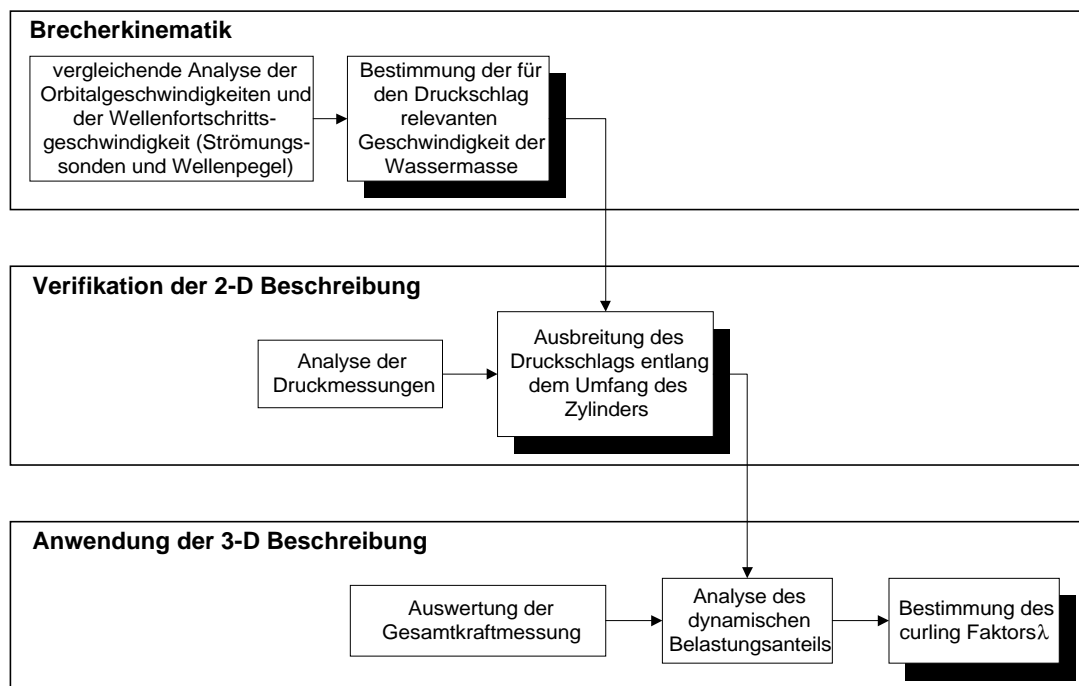 Brecherkinematik
vergleichende Analyse der
Orbitalgeschwindigkeiten und
der Wellenfortschritts-
geschwindigkeit (Strömungs-
sonden und Wellenpegel)
Bestimmung der für
den Druckschlag
relevanten
Geschwindigkeit der
Wassermasse
Verifikation der 2-D Beschreibung
Analyse der
Druckmessungen
Ausbreitung des
Druckschlags entlang
dem Umfang des
Zylinders
Anwendung der 3-D Beschreibung
Auswertung der
Gesamtkraftmessung
Analyse des
dynamischen
Belastungsanteils
Bestimmung des
curling Faktorsλ